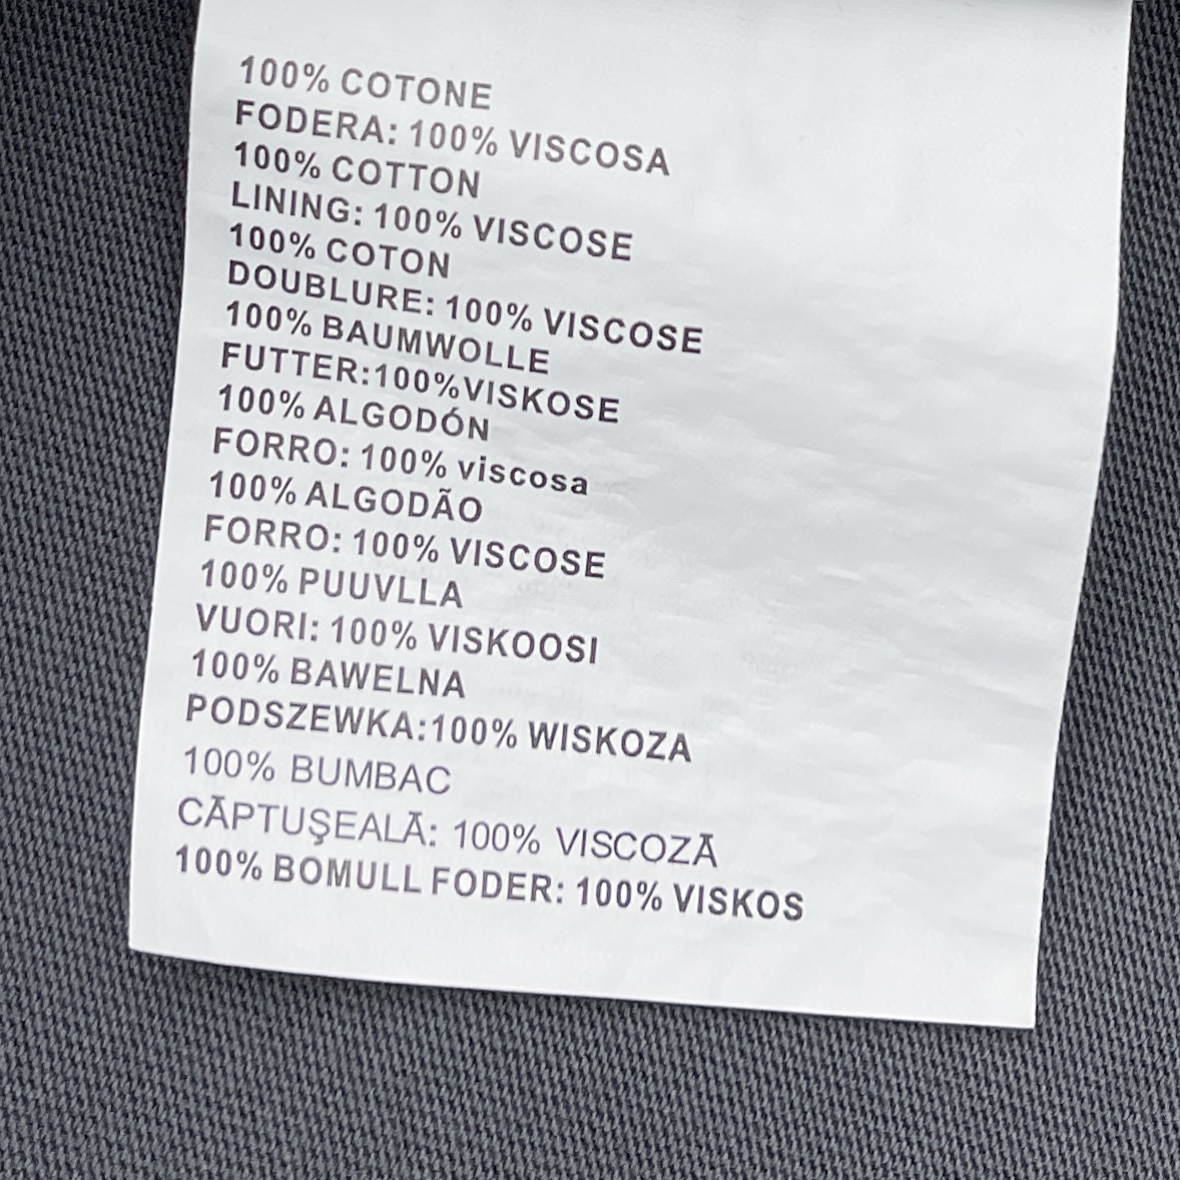 100% COTONE
FODERA: 100% VISCOSA
100% COTTON
LINING: 100% VISCOSE
100% COTON
DOUBLURE: 100% VISCOSE
100% BAUMWOLLE
FUTTER:100%VISKOSE
100% ALGODÓN
FORRO: 100% viscosa
100% ALGODÃO
FORRO: 100% VISCOSE
100% PUUVLLA
VUORI: 100% VISKOOSI
100% BAWELNA
PODSZEWKA:100% WISKOZA
100% BUMBAC
CĂPTUŞEALĂ: 100% VISCOZĂ
100% BOMULL FODER: 100% VISKOS